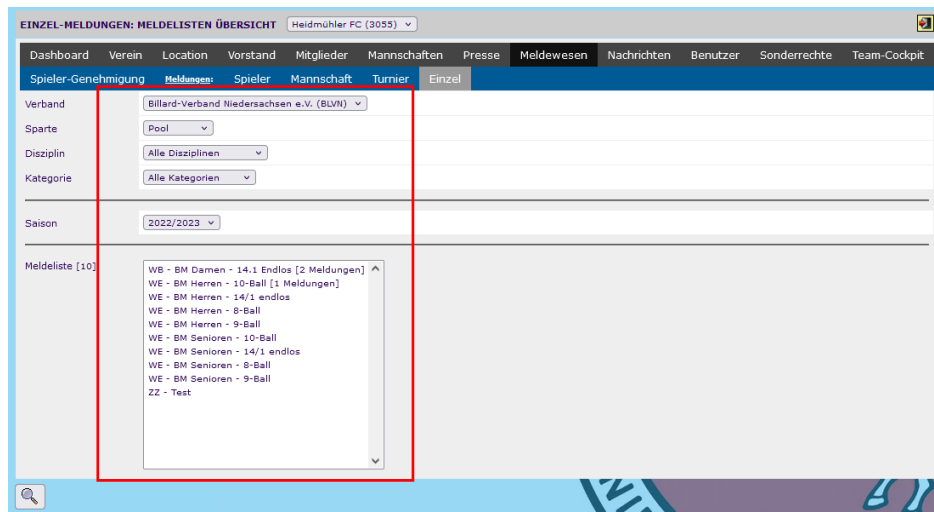 EINZEL-MELDUNGEN: MELDELISTEN ÜBERSICHT Heidmühler FC (3055)
Dashboard Verein Location Vorstand Mitglieder Mannschaften Presse Meldewesen Nachrichten Benutzer Sonderrechte Team-Cockpit
Spieler-Genehmigung Meldungen: Spieler Mannschaft Turnier Einzel
Verband Billard-Verband Niedersachsen e.V. (BLVN)
Sparte Pool
Disziplin Alle Disziplinen
Kategorie Alle Kategorien
Saison 2022/2023
Meldeliste [10]
WB - BM Damen - 14.1 Endlos [2 Meldungen]
WE - BM Herren - 10-Ball [1 Meldungen]
WE - BM Herren - 14/1 endlos
WE - BM Herren - 8-Ball
WE - BM Herren - 9-Ball
WE - BM Senioren - 10-Ball
WE - BM Senioren - 14/1 endlos
WE - BM Senioren - 8-Ball
WE - BM Senioren - 9-Ball
ZZ - Test